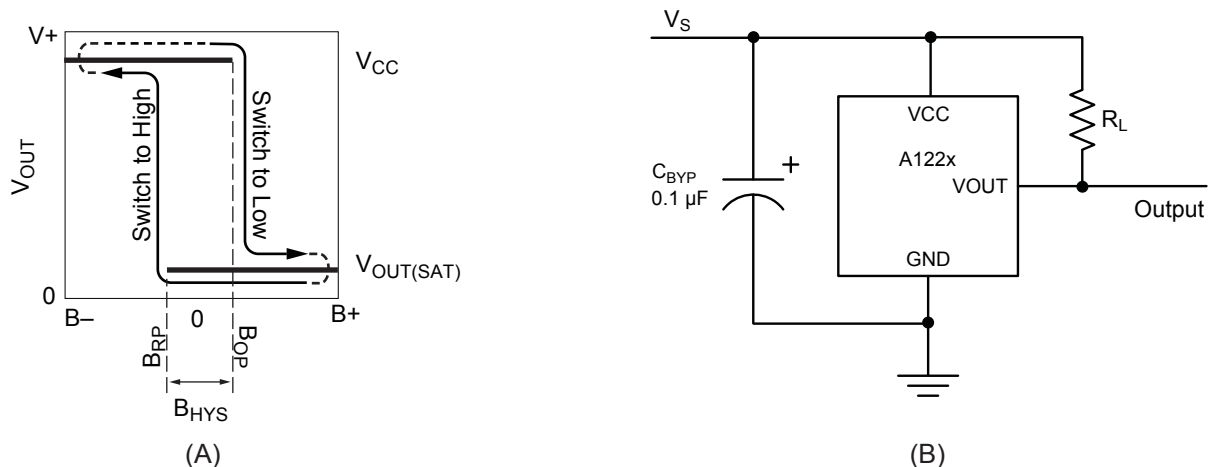 V+
VCC
Switch to High
Switch to Low
VOUT
VOUT(SAT)
0
B–
0
B+
BRP
BOP
BHYS
(A)
VS
VCC
A122x
VOUT
GND
CBYP
0.1 µF
+
RL
Output
(B)